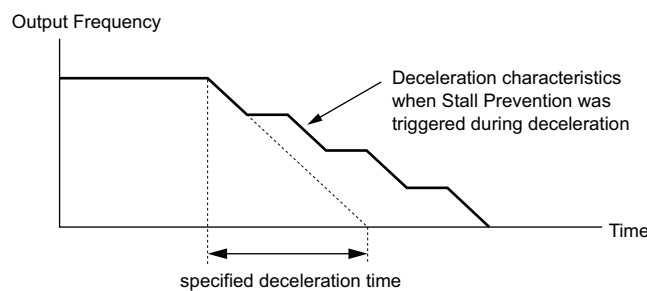 Output Frequency
Deceleration characteristics
when Stall Prevention was
triggered during deceleration
Time
specified deceleration time